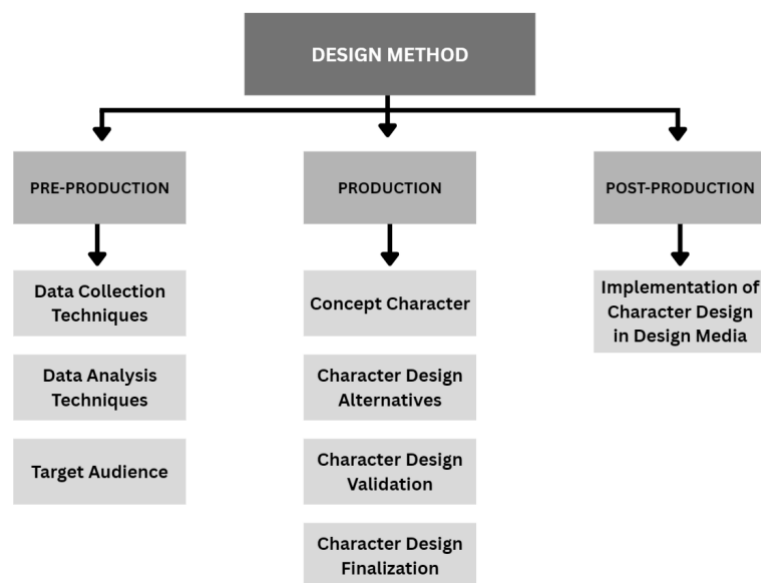 DESIGN METHOD
PRE-PRODUCTION
Data Collection
Techniques
Data Analysis
Techniques
Target Audience
PRODUCTION
Concept Character
Character Design
Alternatives
Character Design
Validation
Character Design
Finalization
POST-PRODUCTION
Implementation of
Character Design
in Design Media